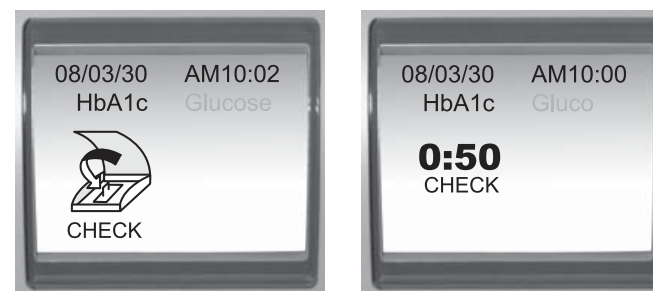 08/03/30 AM10:02
HbA1c Glucose
CHECK
08/03/30 AM10:00
HbA1c Gluco
0:50
CHECK